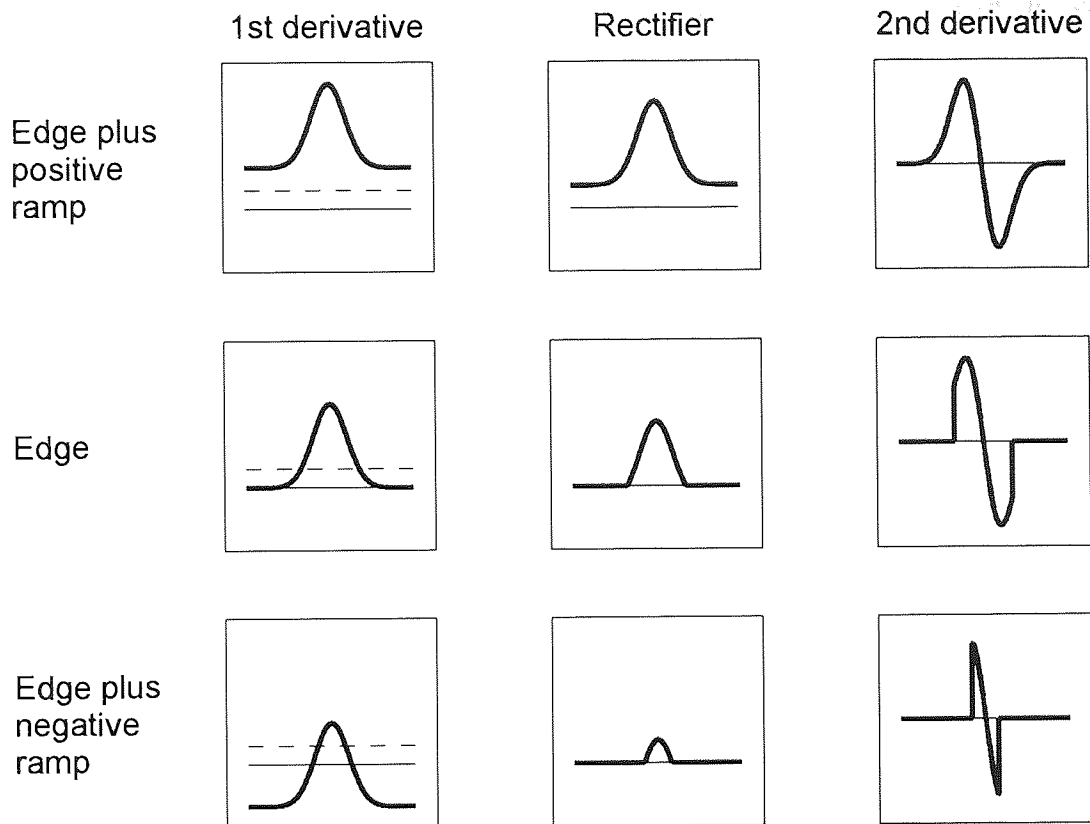 1st derivative
Rectifier
2nd derivative
Edge plus
positive
ramp
Edge
Edge plus
negative
ramp